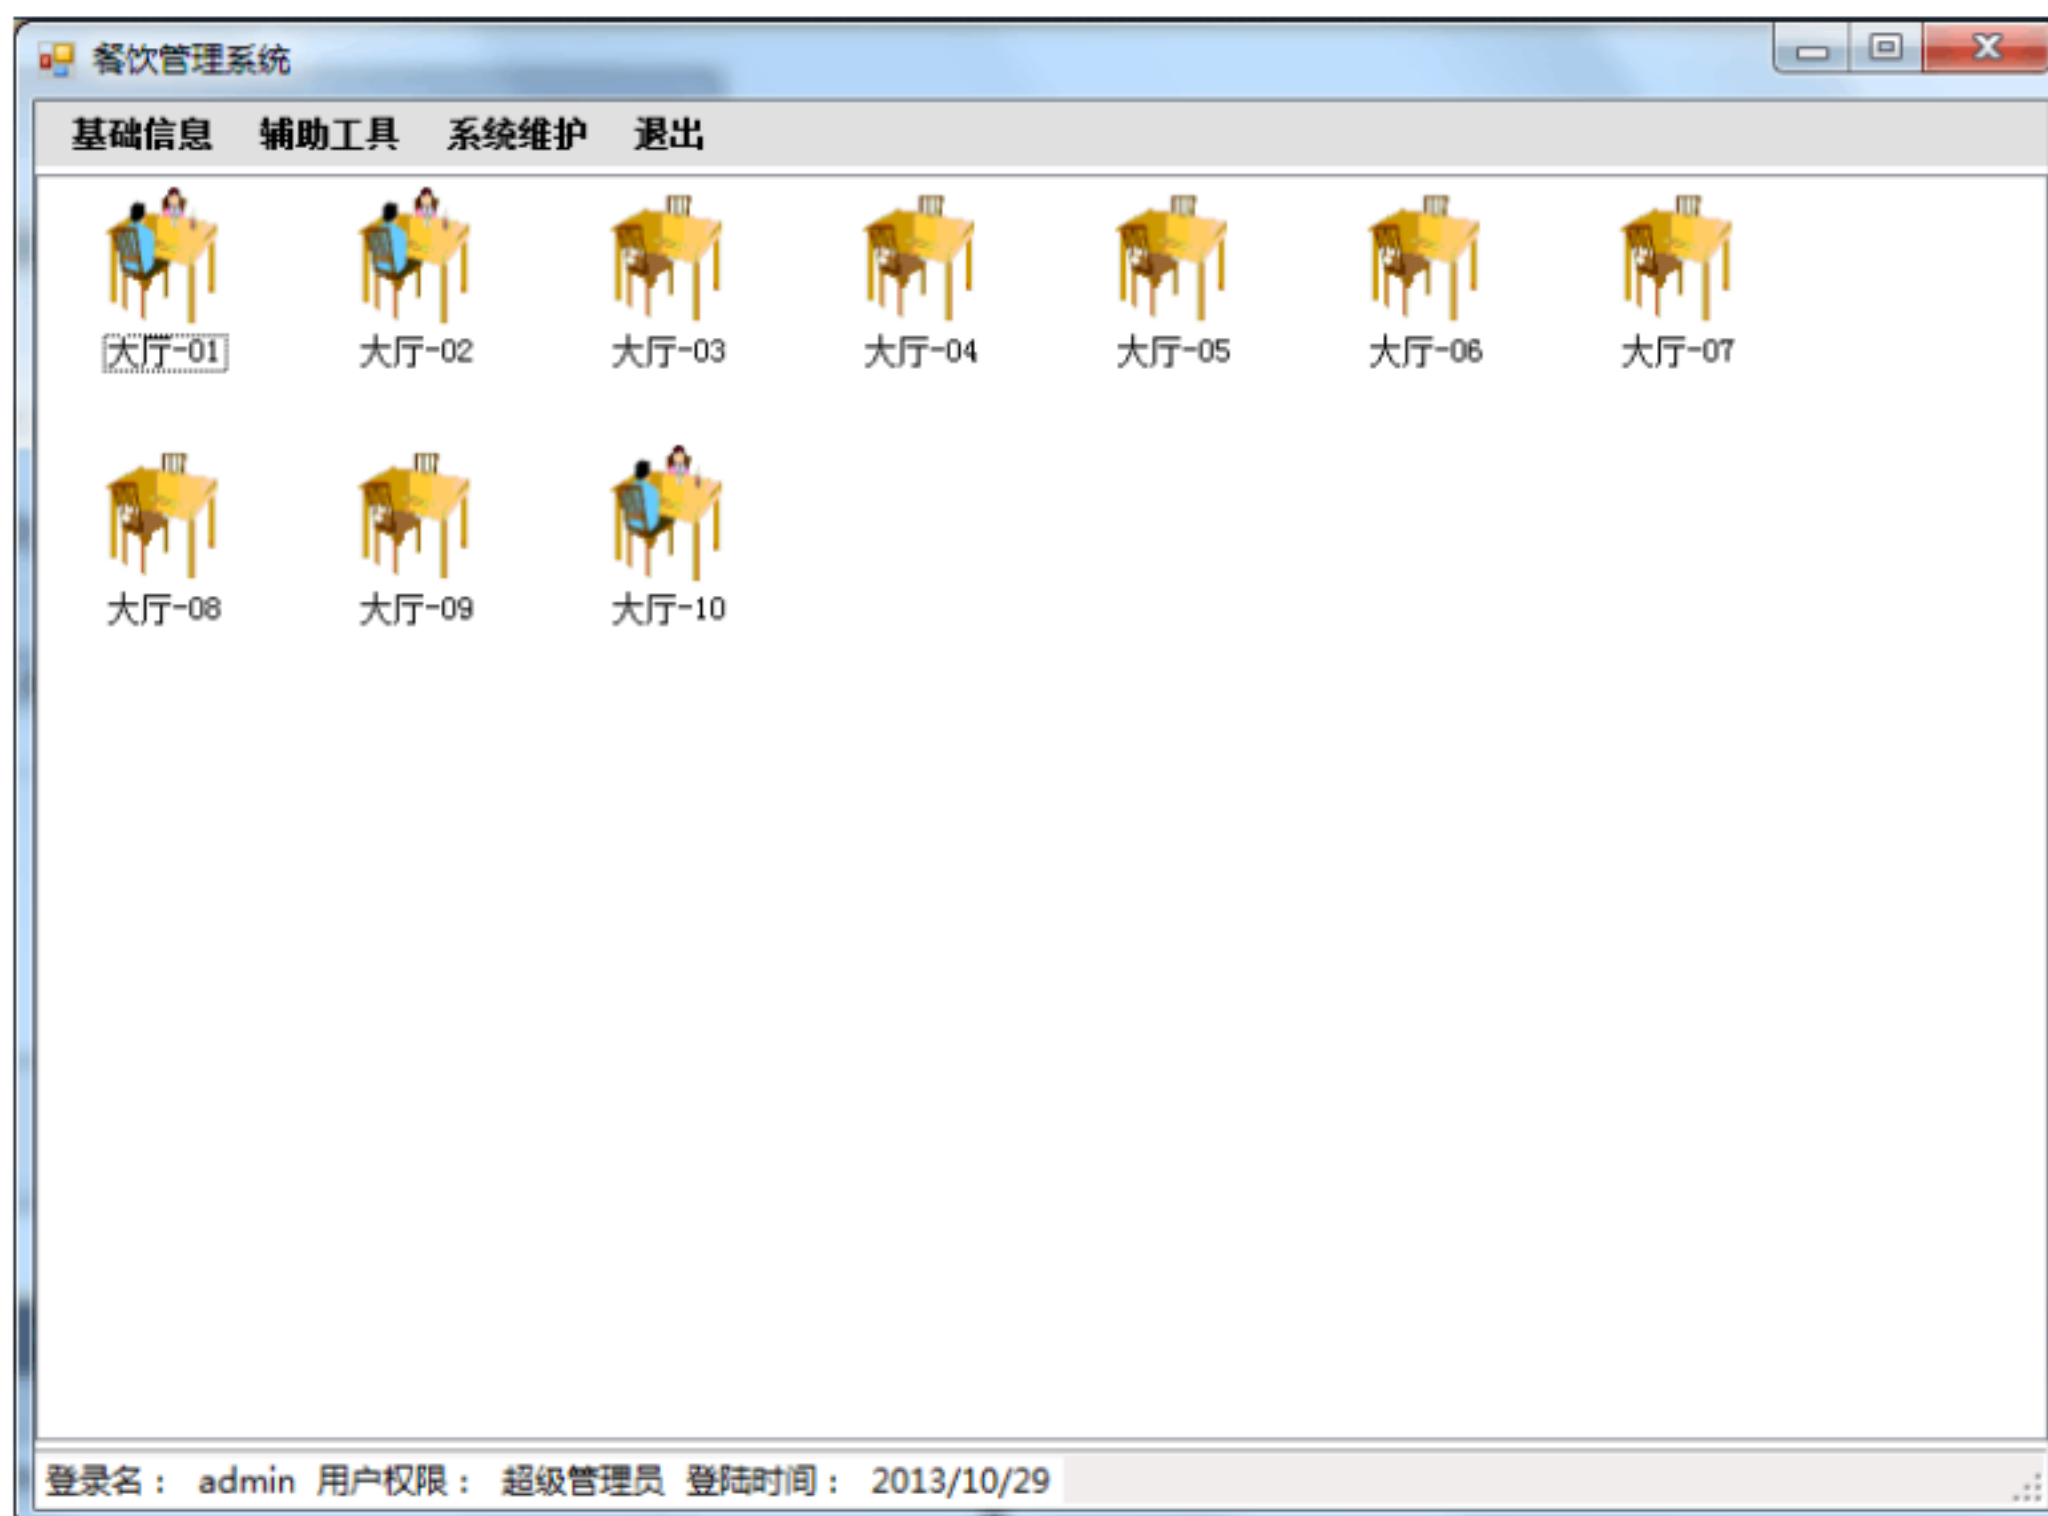 餐饮管理系统
基础信息 辅助工具 系统维护 退出
大厅-01 大厅-02 大厅-03 大厅-04 大厅-05 大厅-06 大厅-07
大厅-08 大厅-09 大厅-10
登录名： admin 用户权限： 超级管理员 登陆时间： 2013/10/29